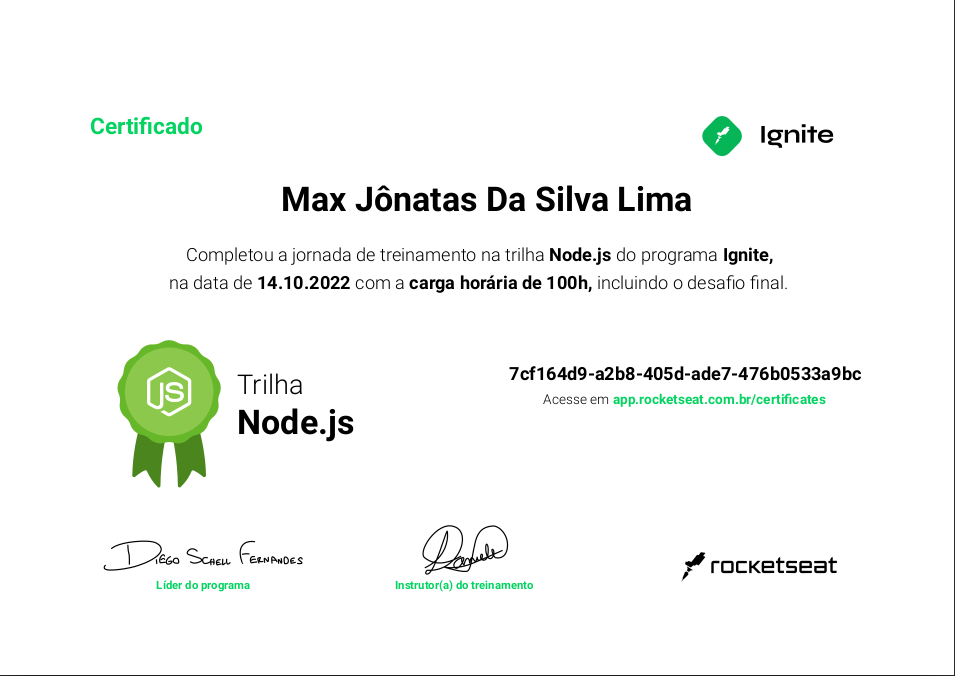 Certificado
Ignite
Max Jônatas Da Silva Lima
Completou a jornada de treinamento na trilha Node.js do programa Ignite,
na data de 14.10.2022 com a carga horária de 100h, incluindo o desafio final.
JS
Trilha
Node.js
7cf164d9-a2b8-405d-ade7-476b0533a9bc
Acesse em app.rocketseat.com.br/certificates
Diego Schell Fernandes
Líder do programa
Daniele
Instrutor(a) do treinamento
rocketseat